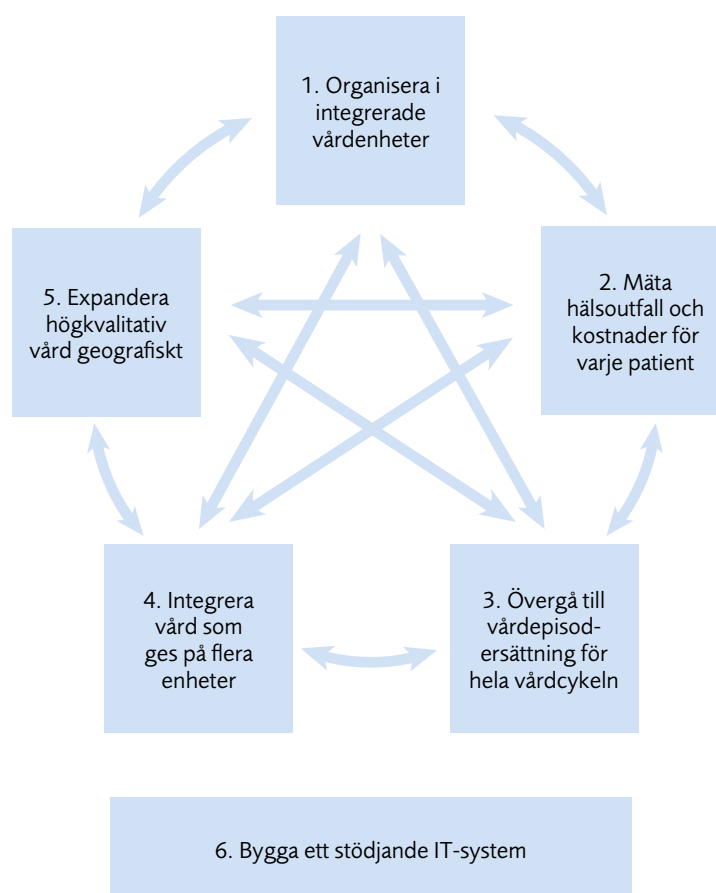 1. Organisera i
integrerade
vårdenheter
2. Mäta
hälsoutfall och
kostnader för
varje patient
3. Övergå till
vårdepisod-
ersättning för
hela vårdcykeln
4. Integrera
vård som
ges på flera
enheter
5. Expandera
högkvalitativ
vård geografiskt
6. Bygga ett stödjande IT-system